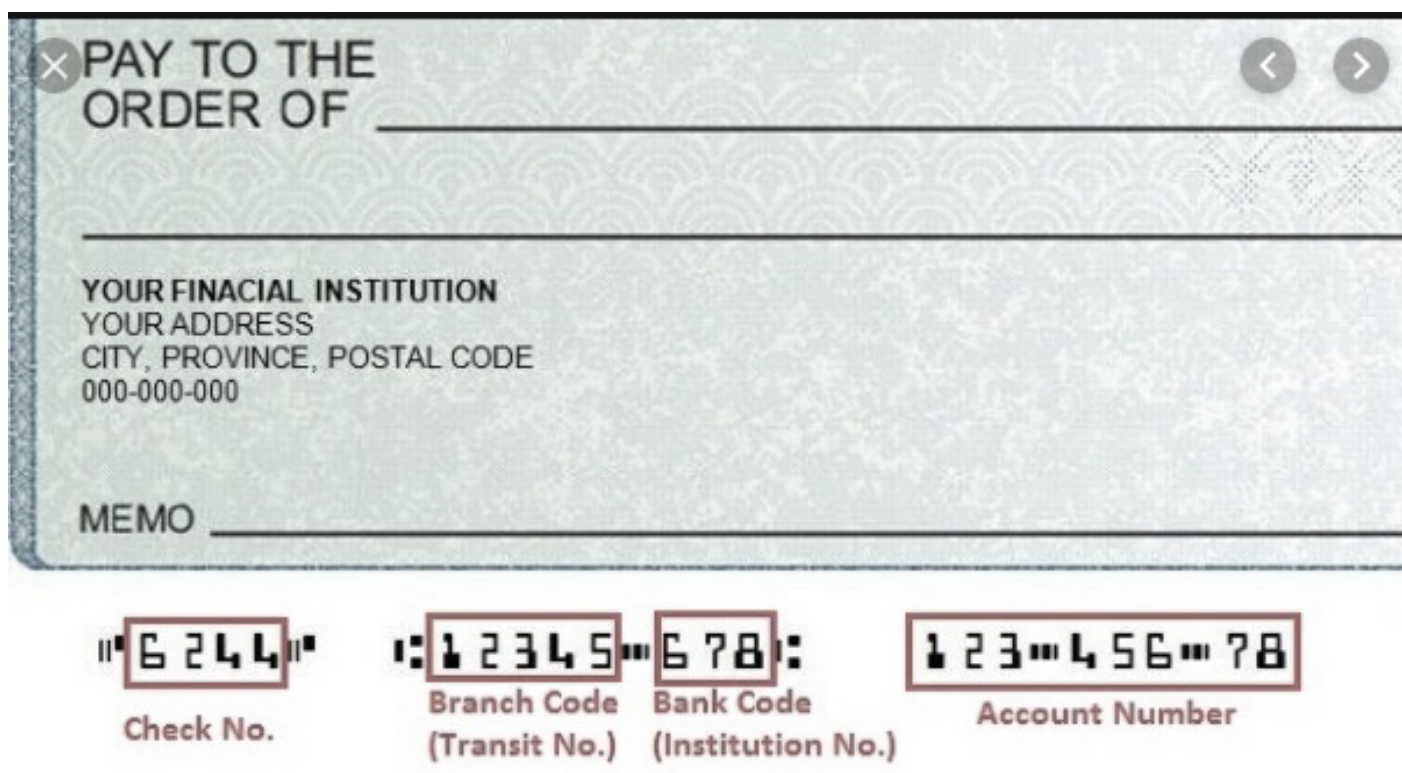 PAY TO THE
ORDER OF
YOUR FINACIAL INSTITUTION
YOUR ADDRESS
CITY, PROVINCE, POSTAL CODE
000-000-000
MEMO
⑈6244⑈ ⑆12345⑉678⑆ 123⑉456⑉78
Check No. Branch Code Bank Code Account Number
(Transit No.) (Institution No.)